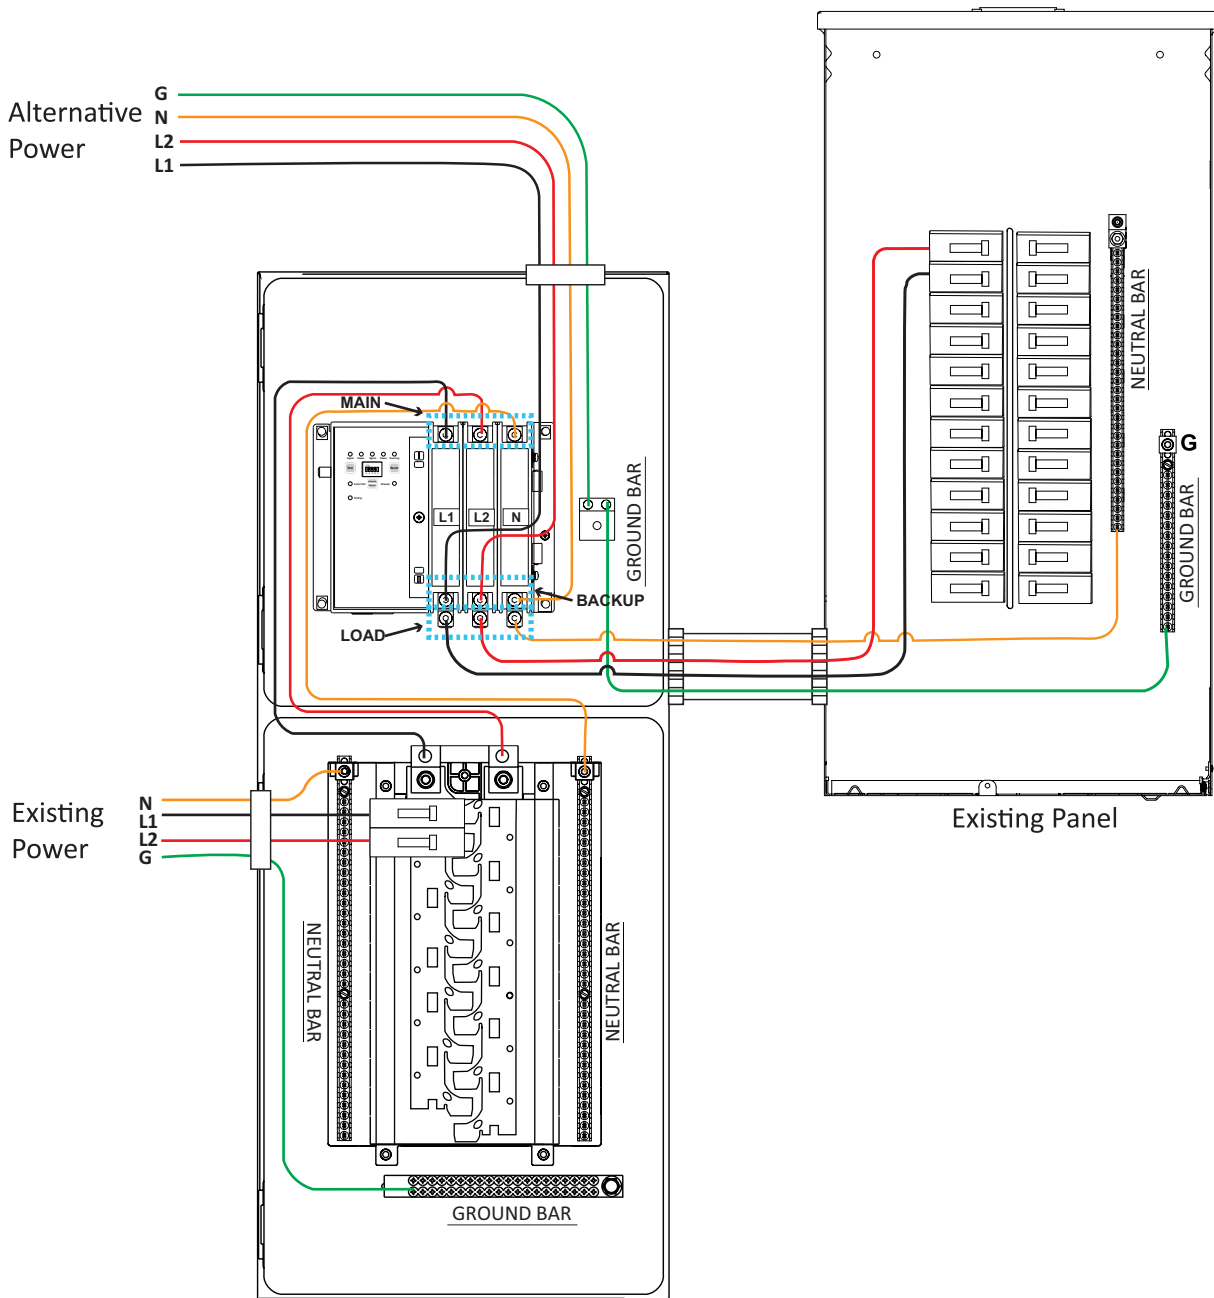 Alternative
Power
G
N
L2
L1
MAIN
L1
L2
N
BACKUP
LOAD
GROUND BAR
NEUTRAL BAR
G
GROUND BAR
Existing Panel
Existing
Power
N
L1
L2
G
NEUTRAL BAR
NEUTRAL BAR
GROUND BAR